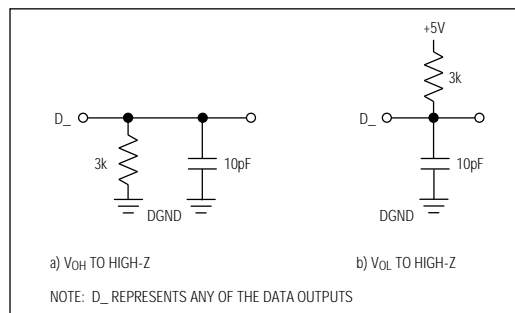 +5V
3k
D_
D_
3k
10pF
10pF
DGND
DGND
a) VOH TO HIGH-Z
b) VOL TO HIGH-Z
NOTE: D_ REPRESENTS ANY OF THE DATA OUTPUTS